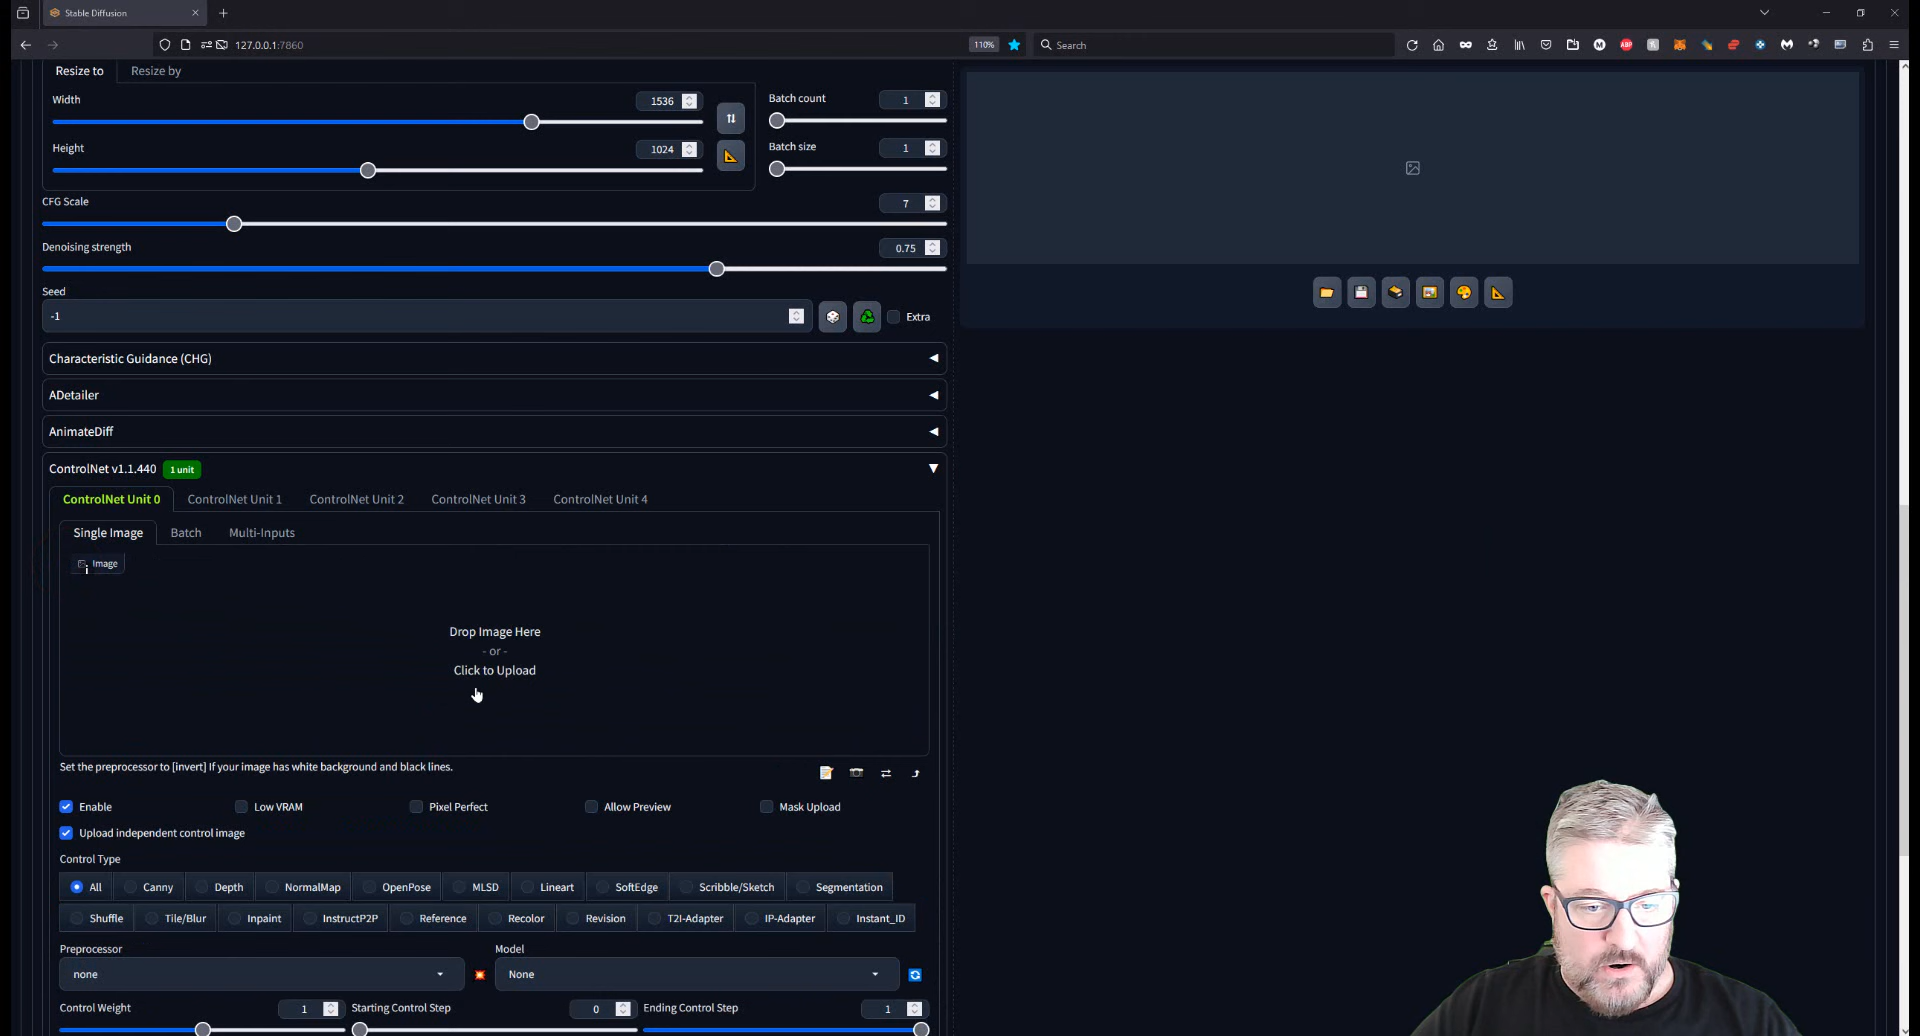 Stable Diffusion
127.0.0.1:7860
110%
Search
Resize to
Resize by
Width
1536
Batch count
1
Height
1024
Batch size
1
CFG Scale
7
Denoising strength
0.75
Seed
-1
Extra
Characteristic Guidance (CHG)
ADetailer
AnimateDiff
ControlNet v1.1.440
1 unit
ControlNet Unit 0
ControlNet Unit 1
ControlNet Unit 2
ControlNet Unit 3
ControlNet Unit 4
Single Image
Batch
Multi-Inputs
Image
Drop Image Here
- or -
Click to Upload
Set the preprocessor to [invert] If your image has white background and black lines.
Enable
Low VRAM
Pixel Perfect
Allow Preview
Mask Upload
Upload independent control image
Control Type
All
Canny
Depth
NormalMap
OpenPose
MLSD
Lineart
SoftEdge
Scribble/Sketch
Segmentation
Shuffle
Tile/Blur
Inpaint
InstructP2P
Reference
Recolor
Revision
T2I-Adapter
IP-Adapter
Instant_ID
Preprocessor
Model
none
None
Control Weight
1
Starting Control Step
0
Ending Control Step
1